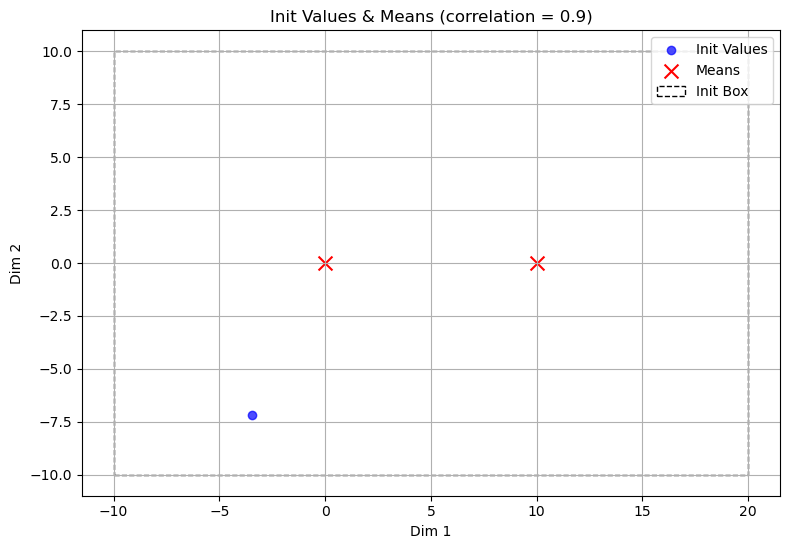 Init Values & Means (correlation = 0.9)
Init Values
Means
Init Box
10.0
7.5
5.0
2.5
0.0
−2.5
−5.0
−7.5
−10.0
Dim 2
−10
−5
0
5
10
15
20
Dim 1